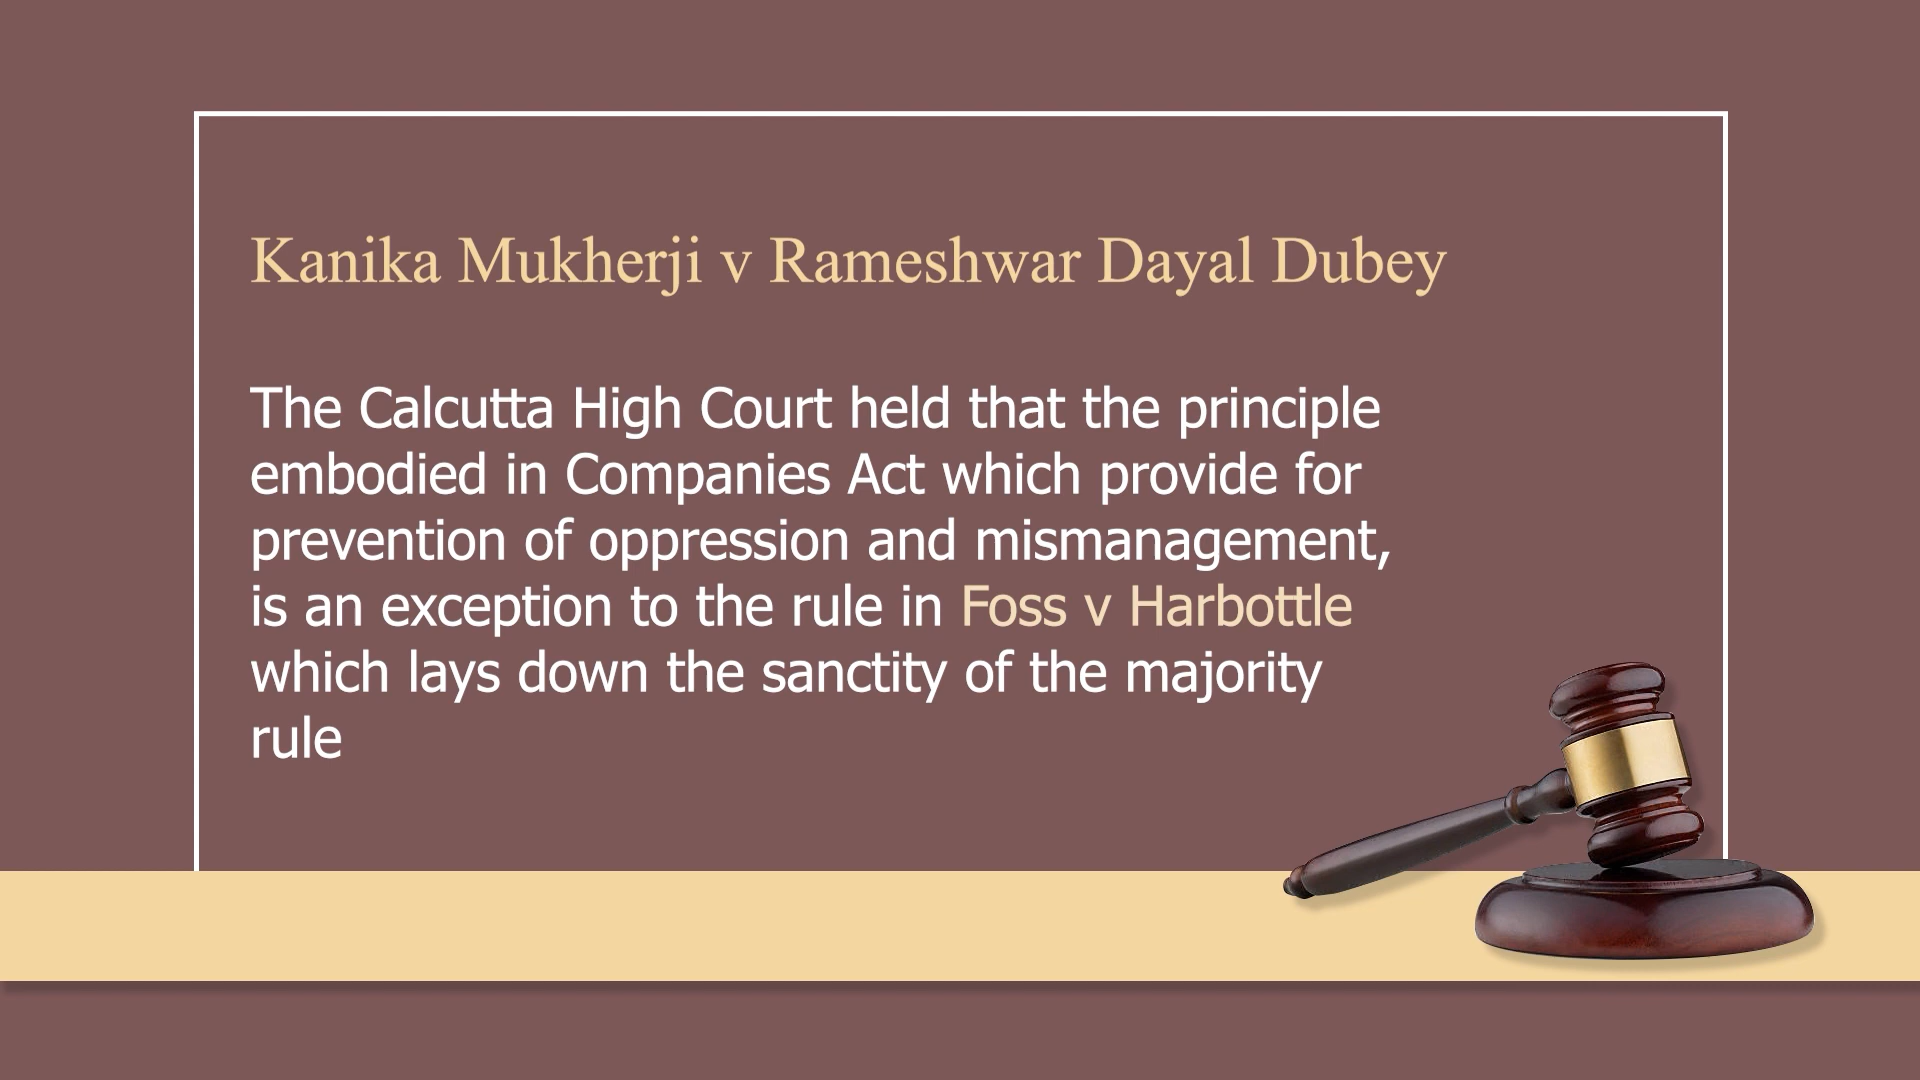 Kanika Mukherji v Rameshwar Dayal Dubey
The Calcutta High Court held that the principle
embodied in Companies Act which provide for
prevention of oppression and mismanagement,
is an exception to the rule in Foss v Harbottle
which lays down the sanctity of the majority
rule